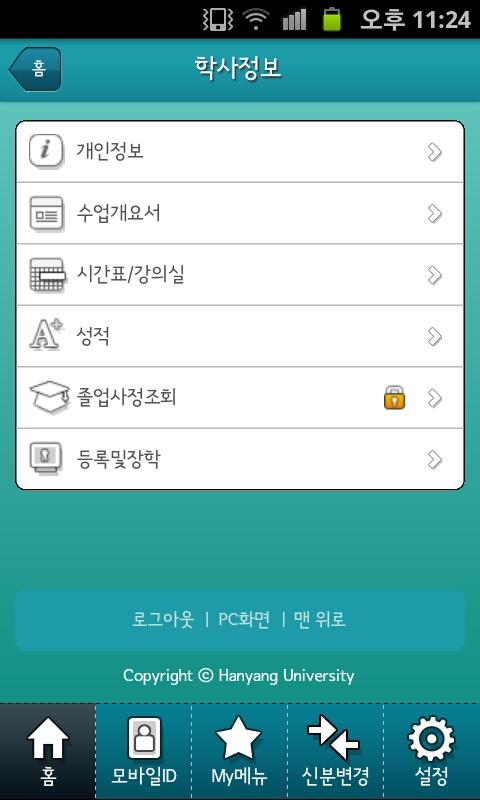 오후 11:24
홈
학사정보
개인정보
수업개요서
시간표/강의실
성적
졸업사정조회
등록및장학
로그아웃 | PC화면 | 맨 위로
Copyright ⓒ Hanyang University
홈 모바일ID My메뉴 신분변경 설정